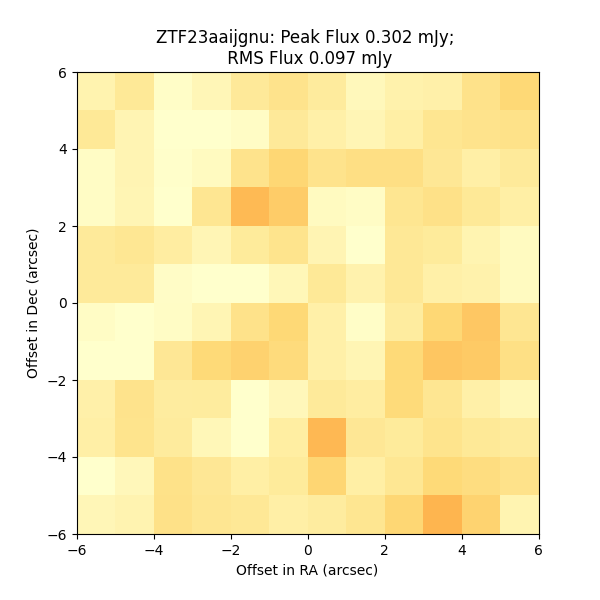 ZTF23aaijgnu: Peak Flux 0.302 mJy;
RMS Flux 0.097 mJy
6
4
2
0
−2
−4
−6
Offset in Dec (arcsec)
−6 −4 −2 0 2 4 6
Offset in RA (arcsec)